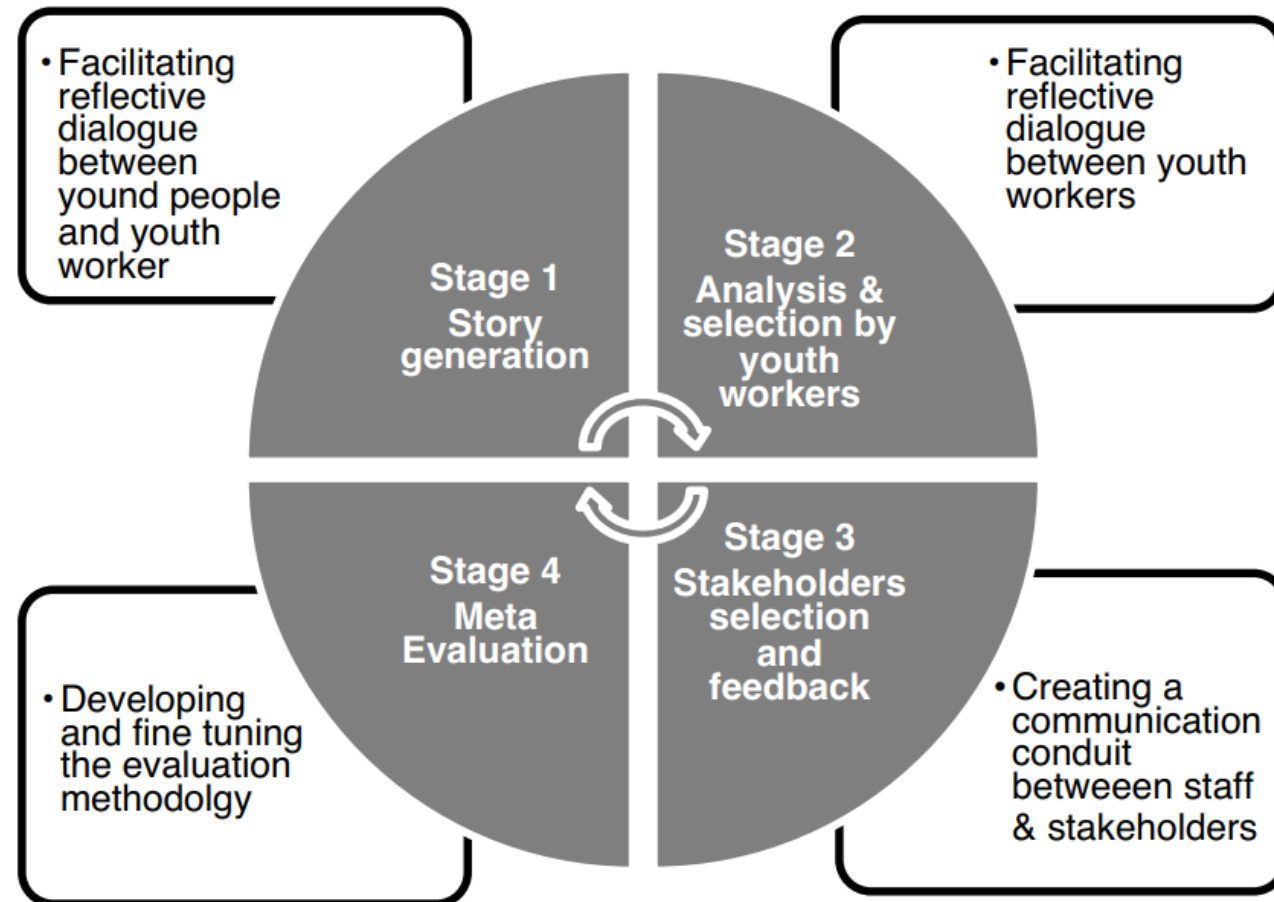 • Facilitating
reflective
dialogue
between
yound people
and youth
worker
• Facilitating
reflective
dialogue
between youth
workers
Stage 1
Story
generation
Stage 2
Analysis &
selection by
youth
workers
Stage 4
Meta
Evaluation
Stage 3
Stakeholders
selection
and
feedback
• Developing
and fine tuning
the evaluation
methodolgy
• Creating a
communication
conduit
betweeen staff
& stakeholders